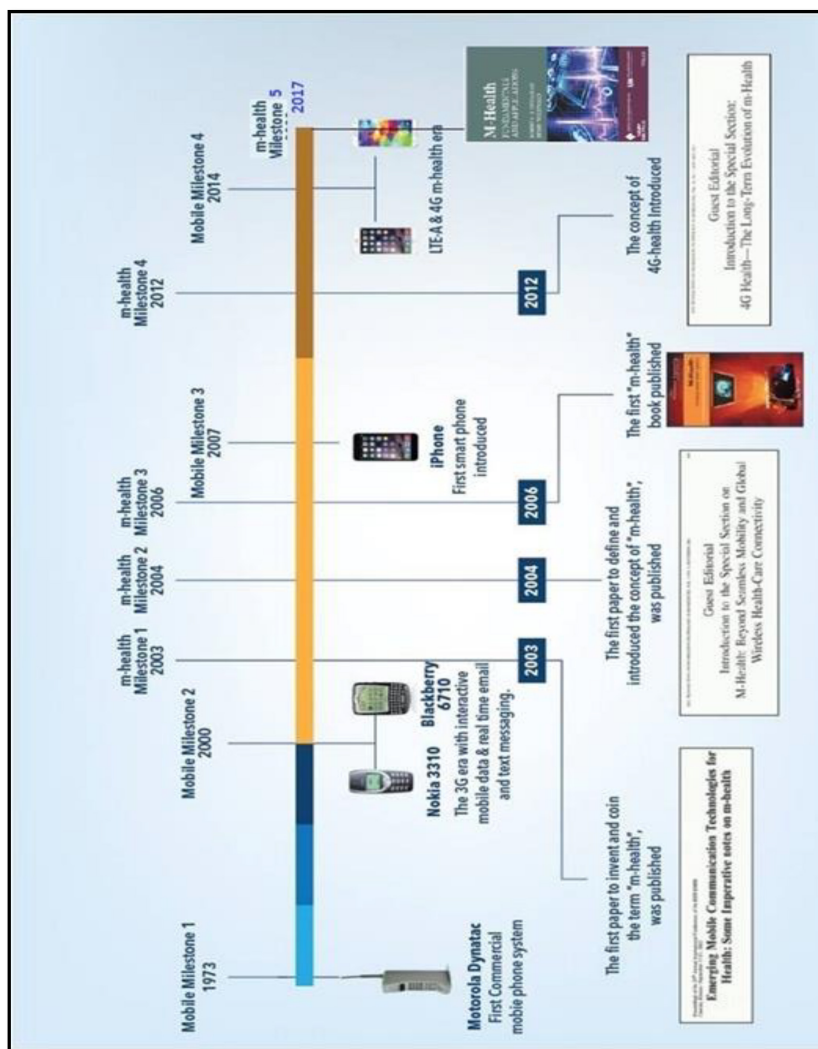 Mobile Milestone 1
1973
Mobile Milestone 2
2000
m-health
Milestone 1
2003
m-health
Milestone 2
2004
m-health
Milestone 3
2006
Mobile Milestone 3
2007
m-health
Milestone 4
2012
Mobile Milestone 4
2014
m-health
Milestone 5
2017
Motorola Dynatac
First Commercial
mobie phone system
Nokia 3310
Blackberry
6710
The 3G era with interactive
mobile data & real time email
and text messaging.
iPhone
First smart phone
introduced
LTE-A & 4G m-health era
2003
2004
2006
2012
The first paper to invent and coin
the term "m-health",
was published
The first paper to define and
introduced the concept of "m-health",
was published
The first "m-health"
book published
The concept of
4G-health Introduced
M-Health
FUNDAMENTALS
AND APPLICATIONS
Emerging Mobile Communication Technologies for
Health: Some Imperative notes on m-health
Guest Editorial
Introduction to the Special Section on
M-Health: Beyond Seamless Mobility and Global
Wireless Health-Care Connectivity
Guest Editorial
Introduction to the Special Section:
4G Health—The Long-Term Evolution of m-Health